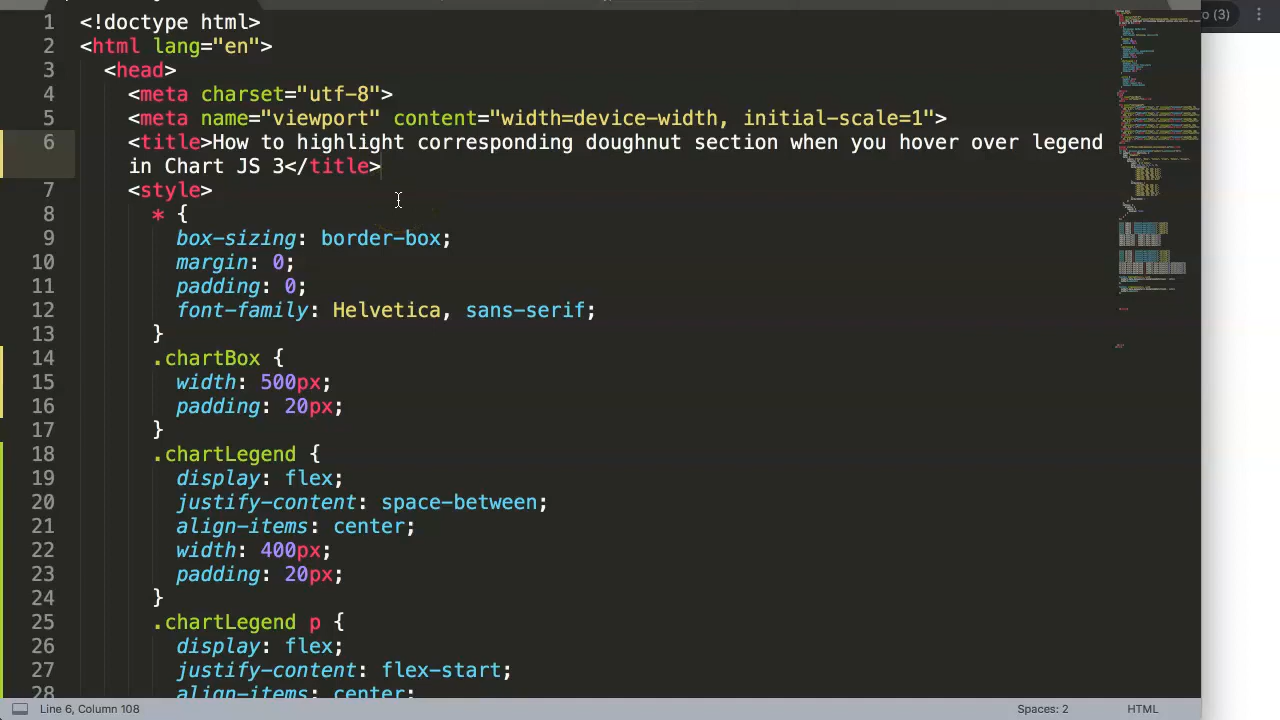 o (3)
1 <!doctype html>
2 <html lang="en">
3 <head>
4 <meta charset="utf-8">
5 <meta name="viewport" content="width=device-width, initial-scale=1">
6 <title>How to highlight corresponding doughnut section when you hover over legend
in Chart JS 3</title>
7 <style>
8 * {
9 box-sizing: border-box;
10 margin: 0;
11 padding: 0;
12 font-family: Helvetica, sans-serif;
13 }
14 .chartBox {
15 width: 500px;
16 padding: 20px;
17 }
18 .chartLegend {
19 display: flex;
20 justify-content: space-between;
21 align-items: center;
22 width: 400px;
23 padding: 20px;
24 }
25 .chartLegend p {
26 display: flex;
27 justify-content: flex-start;
28 align-items: center;
Line 6, Column 108
Spaces: 2
HTML